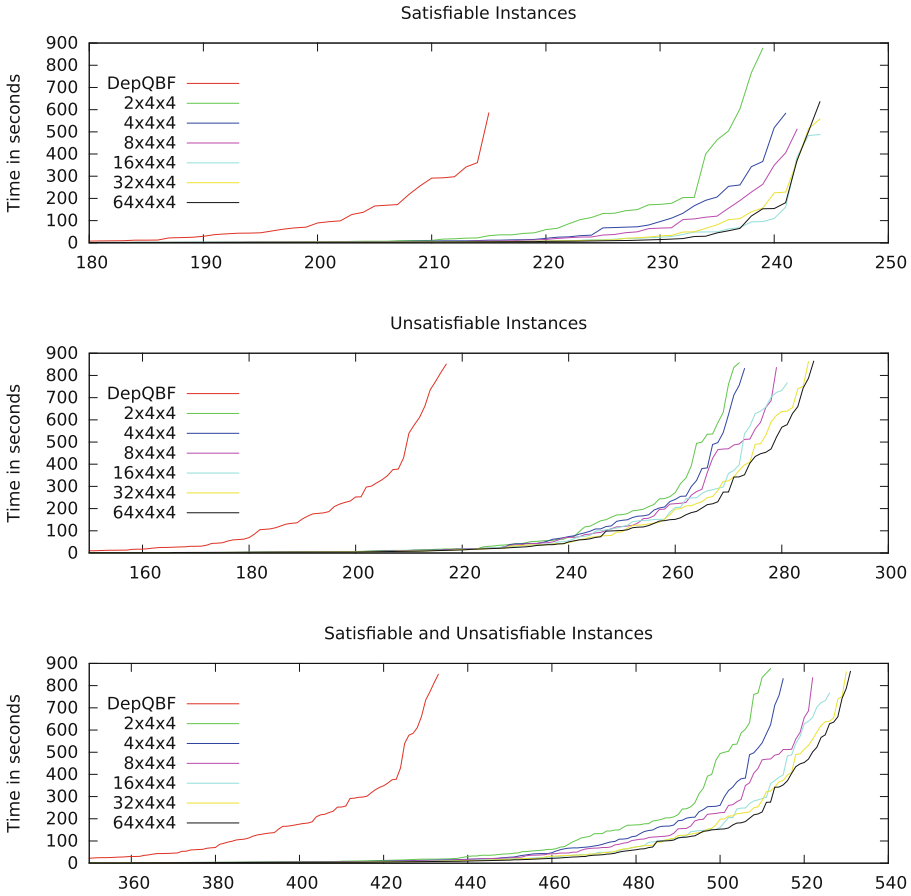 Satisfiable Instances
900
800
700
600
500
400
300
200
100
0
Time in seconds
DepQBF
2x4x4
4x4x4
8x4x4
16x4x4
32x4x4
64x4x4
180 190 200 210 220 230 240 250
Unsatisfiable Instances
900
800
700
600
500
400
300
200
100
0
Time in seconds
DepQBF
2x4x4
4x4x4
8x4x4
16x4x4
32x4x4
64x4x4
160 180 200 220 240 260 280 300
Satisfiable and Unsatisfiable Instances
900
800
700
600
500
400
300
200
100
0
Time in seconds
DepQBF
2x4x4
4x4x4
8x4x4
16x4x4
32x4x4
64x4x4
360 380 400 420 440 460 480 500 520 540